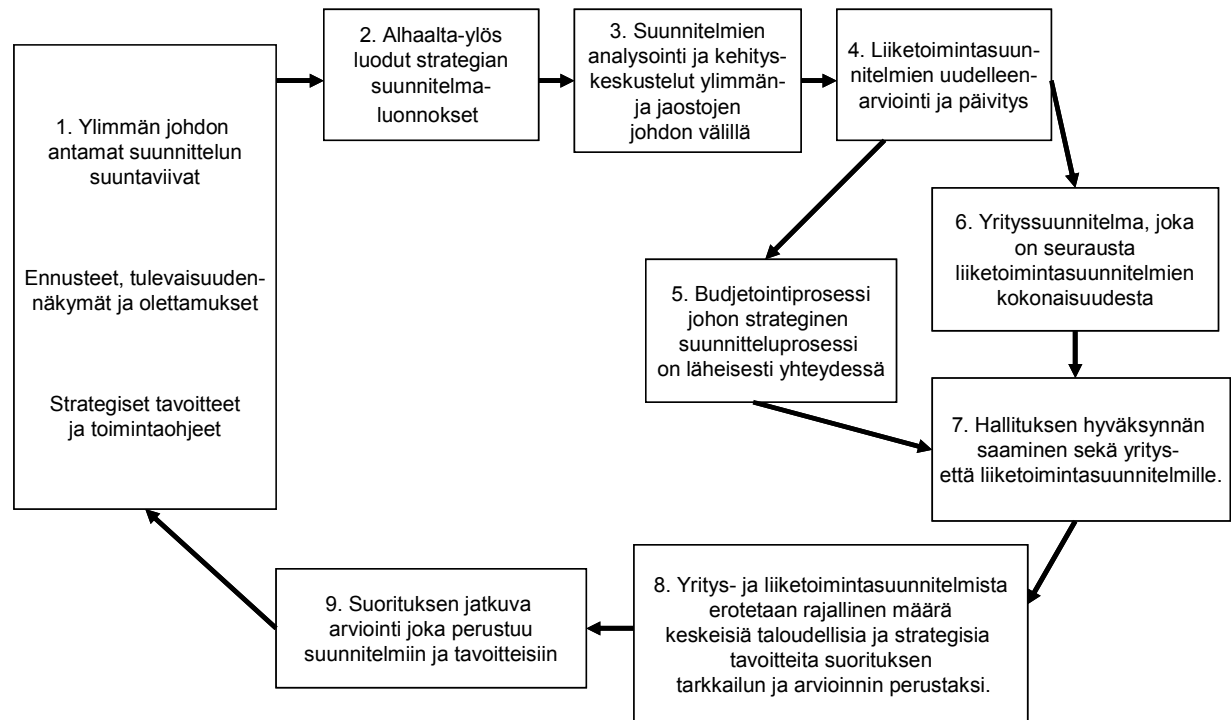 1. Ylimmän johdon
antamat suunnittelun
suuntaviivat
Ennusteet, tulevaisuuden-
näkymät ja olettamukset
Strategiset tavoitteet
ja toimintaohjeet
2. Alhaalta-ylös
luodut strategian
suunnitelma-
luonnokset
3. Suunnitelmien
analysointi ja kehitys-
keskustelut ylimmän-
ja jaostojen
johdon välillä
4. Liiketoimintasuun-
nitelmien uudelleen-
arviointi ja päivitys
5. Budjetointiprosessi
johon strateginen
suunnitteluprosessi
on läheisesti yhteydessä
6. Yrityssuunnitelma, joka
on seurausta
liiketoimintasuunnitelmien
kokonaisuudesta
7. Hallituksen hyväksynnän
saaminen sekä yritys-
että liiketoimintasuunnitelmille.
8. Yritys- ja liiketoimintasuunnitelmista
erotetaan rajallinen määrä
keskeisiä taloudellisia ja strategisia
tavoitteita suorituksen
tarkkailun ja arvioinnin perustaksi.
9. Suorituksen jatkuva
arviointi joka perustuu
suunnitelmiin ja tavoitteisiin